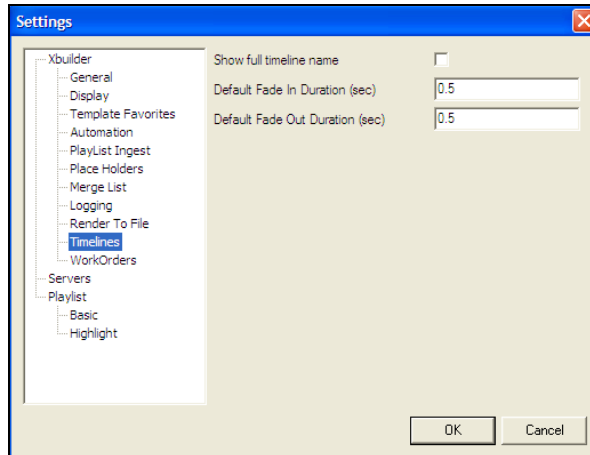 Settings
Xbuilder
General
Display
Template Favorites
Automation
PlayList Ingest
Place Holders
Merge List
Logging
Render To File
Timelines
WorkOrders
Servers
Playlist
Basic
Highlight
Show full timeline name
Default Fade In Duration (sec) 0.5
Default Fade Out Duration (sec) 0.5
OK Cancel